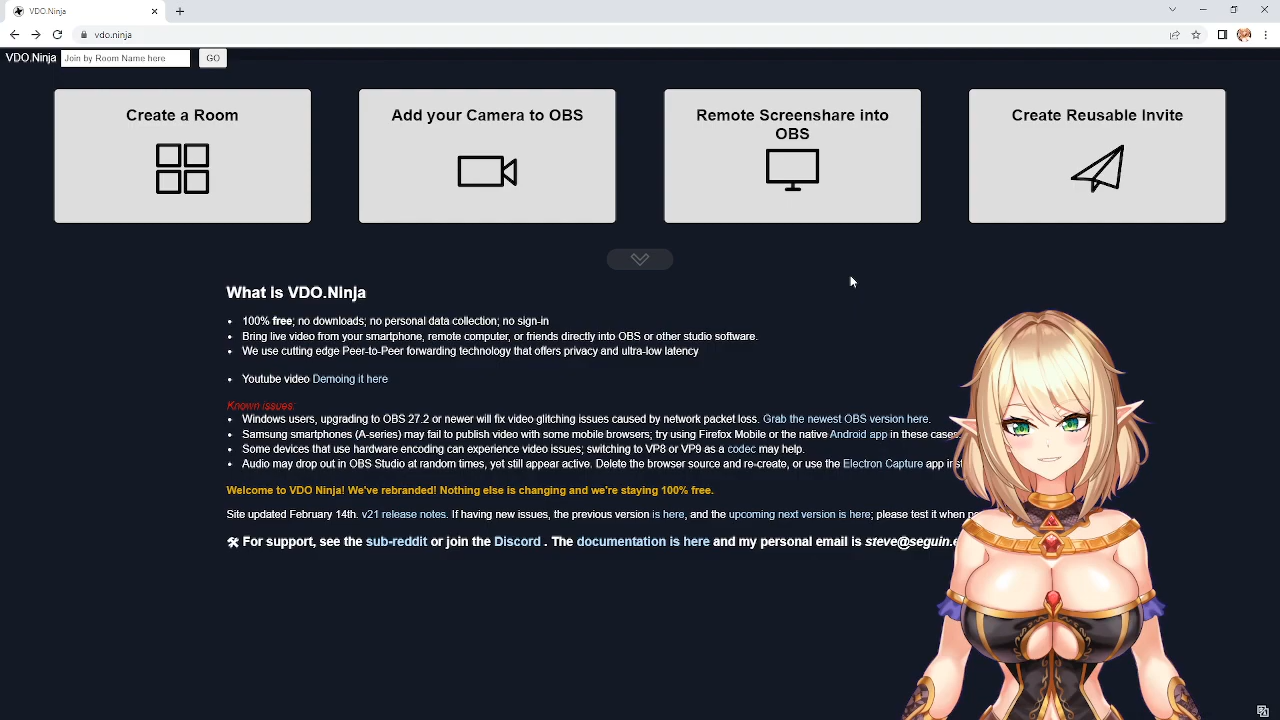 VDO.Ninja
vdo.ninja
VDO.Ninja Join by Room Name here GO
Create a Room
Add your Camera to OBS
Remote Screenshare into
OBS
Create Reusable Invite
What is VDO.Ninja
100% free; no downloads; no personal data collection; no sign-in
Bring live video from your smartphone, remote computer, or friends directly into OBS or other studio software.
We use cutting edge Peer-to-Peer forwarding technology that offers privacy and ultra-low latency
Youtube video Demoing it here
Known issues:
Windows users, upgrading to OBS 27.2 or newer will fix video glitching issues caused by network packet loss. Grab the newest OBS version here.
Samsung smartphones (A-series) may fail to publish video with some mobile browsers; try using Firefox Mobile or the native Android app in these cases
Some devices that use hardware encoding can experience video issues; switching to VP8 or VP9 as a codec may help.
Audio may drop out in OBS Studio at random times, yet still appear active. Delete the browser source and re-create, or use the Electron Capture app
Welcome to VDO Ninja! We've rebranded! Nothing else is changing and we're staying 100% free.
Site updated February 14th. v21 release notes. If having new issues, the previous version is here, and the upcoming next version is here; please test it when
For support, see the sub-reddit or join the Discord . The documentation is here and my personal email is steve@seguin.